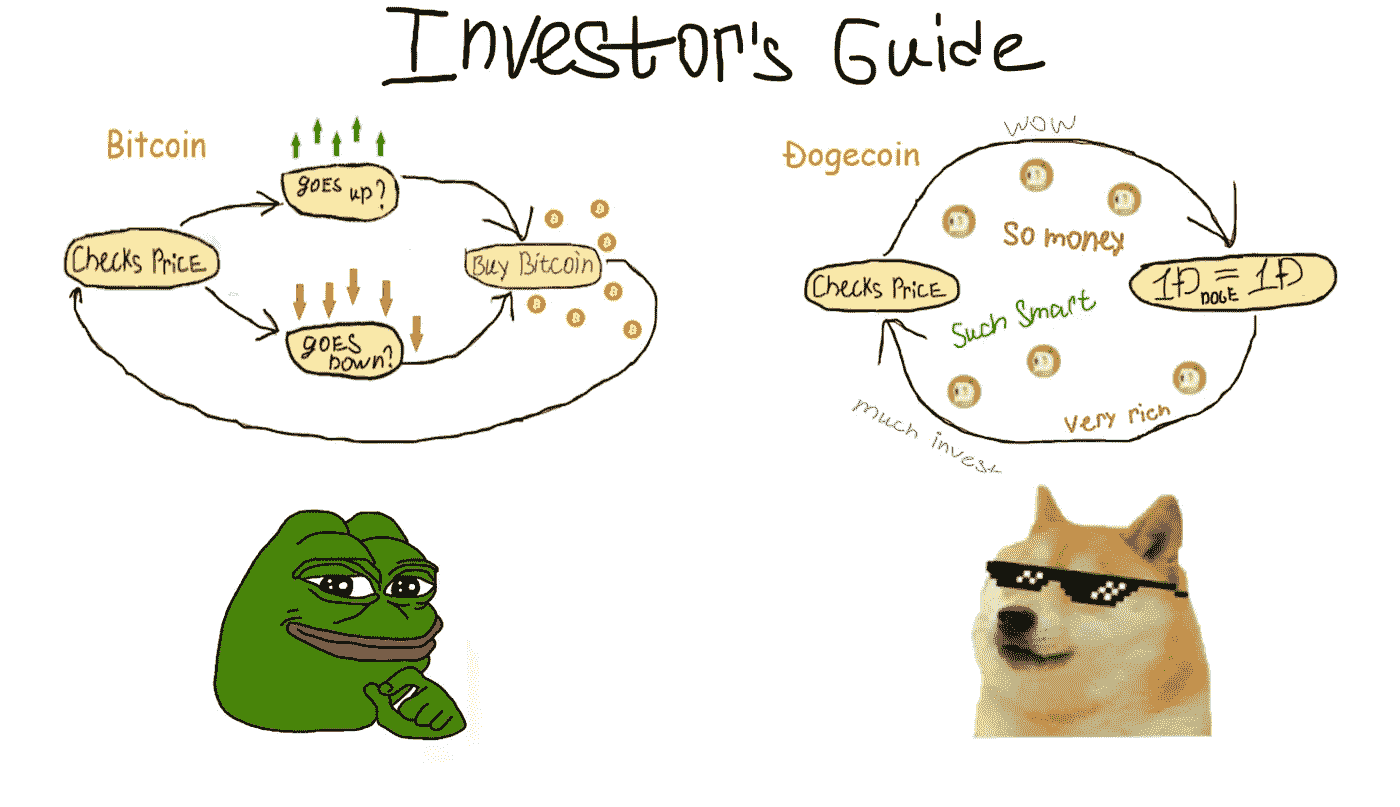 Investor's Guide
Bitcoin
goes up?
Checks Price
Buy Bitcoin
goes
down?
Đogecoin
wow
So money
Checks Price
1Đ = 1Đ
DOGE
Such Smart
very rich
much invest